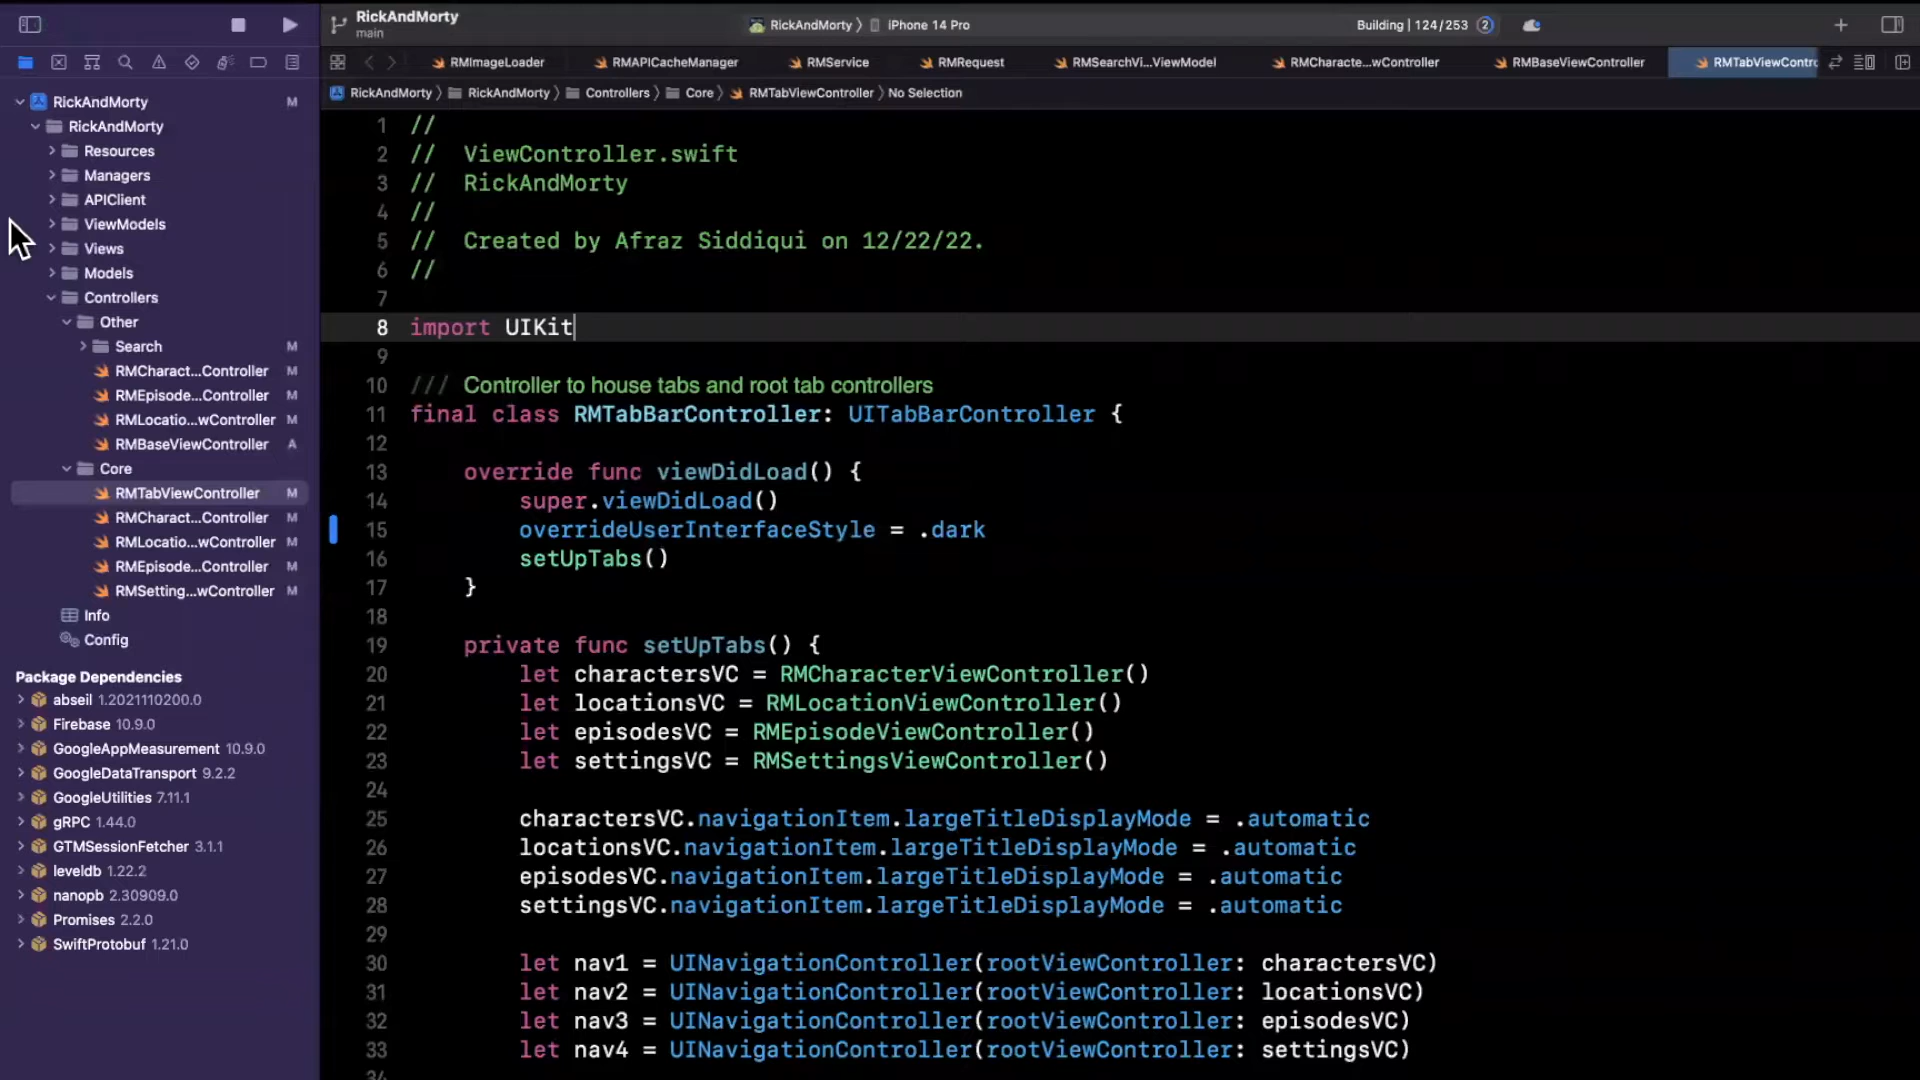 RickAndMorty
main
RickAndMorty
iPhone 14 Pro
Building | 124/253
2
RMImageLoader
RMAPICacheManager
RMService
RMRequest
RMSearchVi...ViewModel
RMCharacte...wController
RMBaseViewController
RMTabViewContro
RickAndMorty
RickAndMorty
Controllers
Core
RMTabViewController
No Selection
RickAndMorty M
RickAndMorty
Resources
Managers
APIClient
ViewModels
Views
Models
Controllers
Other
Search M
RMCharact...Controller M
RMEpisode...Controller M
RMLocatio...wController M
RMBaseViewController A
Core
RMTabViewController M
RMCharact...Controller M
RMLocatio...wController M
RMEpisode...Controller M
RMSetting...wController M
Info
Config
Package Dependencies
abseil 1.2021110200.0
Firebase 10.9.0
GoogleAppMeasurement 10.9.0
GoogleDataTransport 9.2.2
GoogleUtilities 7.11.1
gRPC 1.44.0
GTMSessionFetcher 3.1.1
leveldb 1.22.2
nanopb 2.30909.0
Promises 2.2.0
SwiftProtobuf 1.21.0
1 //
2 // ViewController.swift
3 // RickAndMorty
4 //
5 // Created by Afraz Siddiqui on 12/22/22.
6 //
7
8 import UIKit
9
10 /// Controller to house tabs and root tab controllers
11 final class RMTabBarController: UITabBarController {
12
13 override func viewDidLoad() {
14 super.viewDidLoad()
15 overrideUserInterfaceStyle = .dark
16 setUpTabs()
17 }
18
19 private func setUpTabs() {
20 let charactersVC = RMCharacterViewController()
21 let locationsVC = RMLocationViewController()
22 let episodesVC = RMEpisodeViewController()
23 let settingsVC = RMSettingsViewController()
24
25 charactersVC.navigationItem.largeTitleDisplayMode = .automatic
26 locationsVC.navigationItem.largeTitleDisplayMode = .automatic
27 episodesVC.navigationItem.largeTitleDisplayMode = .automatic
28 settingsVC.navigationItem.largeTitleDisplayMode = .automatic
29
30 let nav1 = UINavigationController(rootViewController: charactersVC)
31 let nav2 = UINavigationController(rootViewController: locationsVC)
32 let nav3 = UINavigationController(rootViewController: episodesVC)
33 let nav4 = UINavigationController(rootViewController: settingsVC)
34